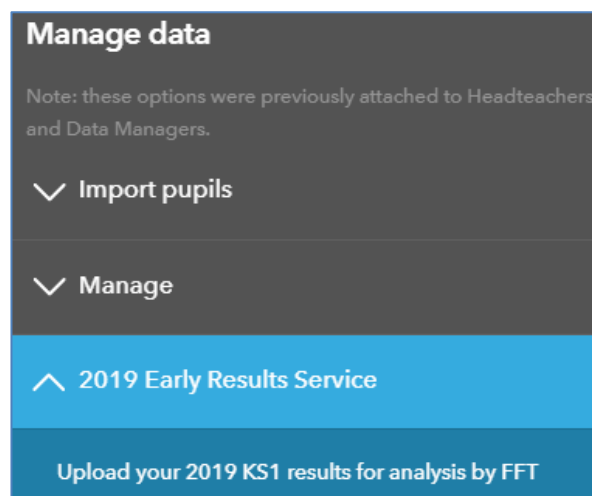 Manage data
Note: these options were previously attached to Headteachers
and Data Managers.
Import pupils
Manage
2019 Early Results Service
Upload your 2019 KS1 results for analysis by FFT